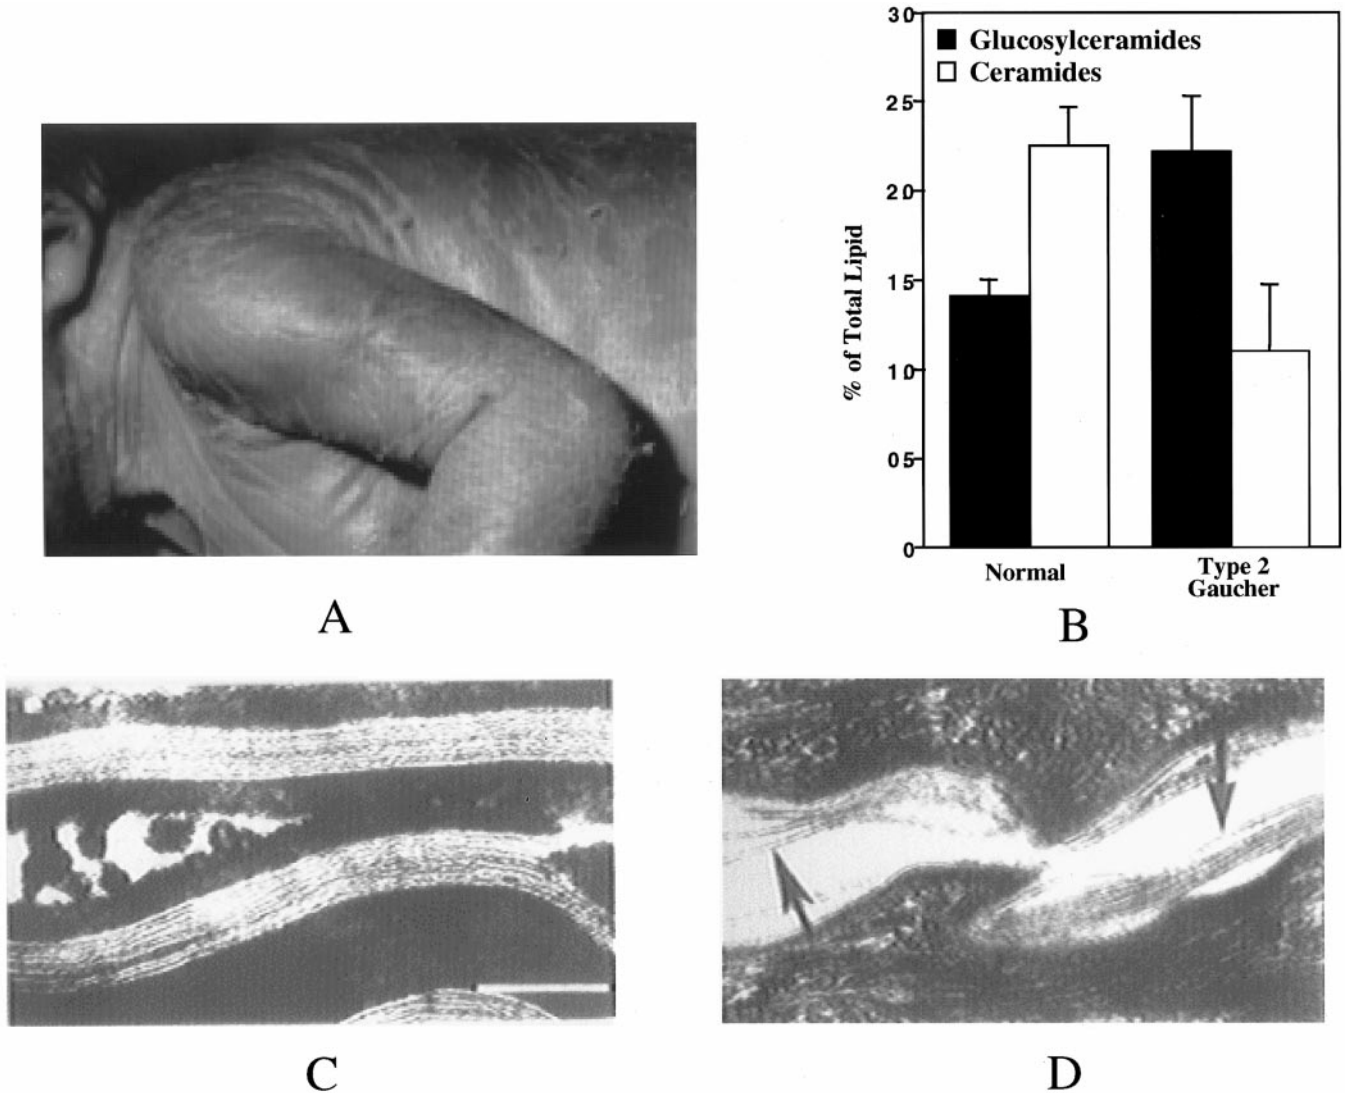 30
Glucosylceramides
Ceramides
25
20
15
10
05
0
% of Total Lipid
Normal
Type 2
Gaucher
A
B
C
D